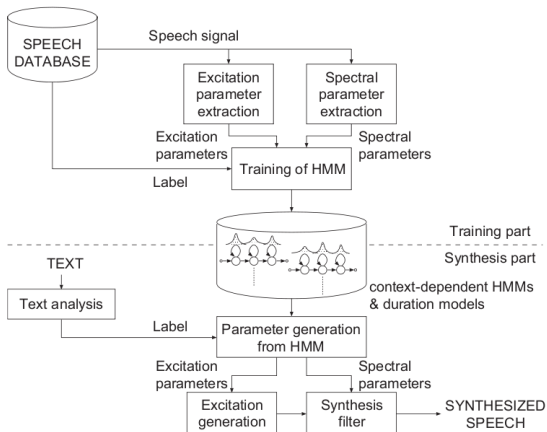 SPEECH
DATABASE
Speech signal
Excitation
parameter
extraction
Spectral
parameter
extraction
Excitation
parameters
Spectral
parameters
Label
Training of HMM
Training part
Synthesis part
TEXT
context-dependent HMMs
& duration models
Text analysis
Label
Parameter generation
from HMM
Excitation
parameters
Spectral
parameters
Excitation
generation
Synthesis
filter
SYNTHESIZED
SPEECH